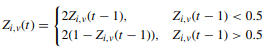 Z_{i,v}(t) = { 2Z_{i,v}(t − 1), Z_{i,v}(t − 1) < 0.5
2(1 − Z_{i,v}(t − 1)), Z_{i,v}(t − 1) > 0.5